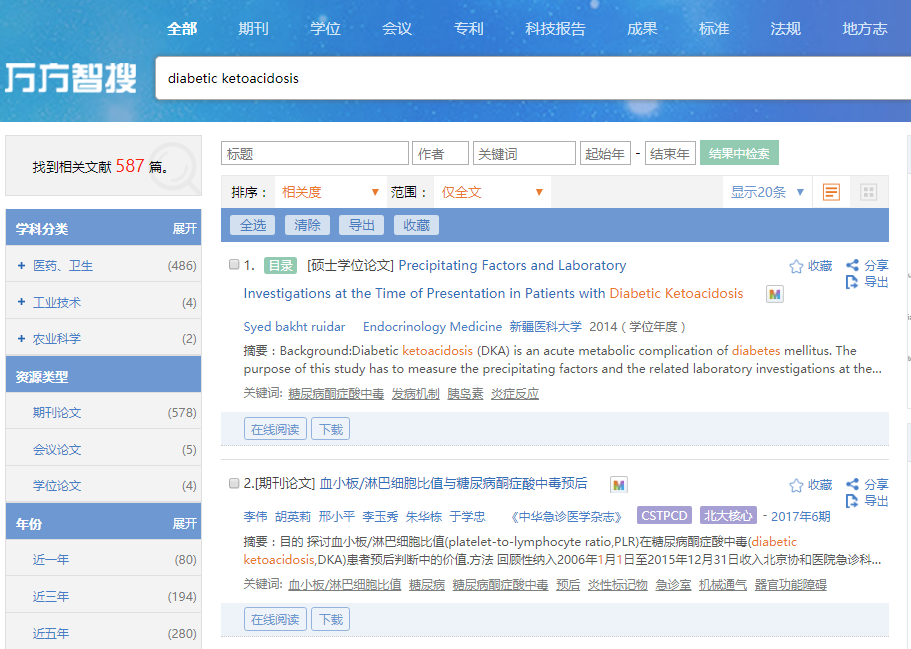 全部 期刊 学位 会议 专利 科技报告 成果 标准 法规 地方志
万方智搜 diabetic ketoacidosis
找到相关文献 587 篇。
学科分类 展开
+ 医药、卫生 (486)
+ 工业技术 (4)
+ 农业科学 (2)
资源类型
期刊论文 (578)
会议论文 (5)
学位论文 (4)
年份 展开
近一年 (80)
近三年 (194)
近五年 (280)
标题 作者 关键词 起始年 - 结束年 结果中检索
排序： 相关度 范围： 仅全文 显示20条
全选 清除 导出 收藏
1. 目录 [硕士学位论文] Precipitating Factors and Laboratory 收藏 分享
Investigations at the Time of Presentation in Patients with Diabetic Ketoacidosis M 导出
Syed bakht ruidar Endocrinology Medicine 新疆医科大学 2014（学位年度）
摘要：Background:Diabetic ketoacidosis (DKA) is an acute metabolic complication of diabetes mellitus. The
purpose of this study has to measure the precipitating factors and the related laboratory investigations at the...
关键词: 糖尿病酮症酸中毒 发病机制 胰岛素 炎症反应
在线阅读 下载
2.[期刊论文] 血小板/淋巴细胞比值与糖尿病酮症酸中毒预后 M 收藏 分享
导出
李伟 胡英莉 邢小平 李玉秀 朱华栋 于学忠 《中华急诊医学杂志》 CSTPCD 北大核心 - 2017年6期
摘要：目的 探讨血小板/淋巴细胞比值(platelet-to-lymphocyte ratio,PLR)在糖尿病酮症酸中毒(diabetic
ketoacidosis,DKA)患者预后判断中的价值.方法 回顾性纳入2006年1月1日至2015年12月31日收入北京协和医院急诊科...
关键词: 血小板/淋巴细胞比值 糖尿病 糖尿病酮症酸中毒 预后 炎性标记物 急诊室 机械通气 器官功能障碍
在线阅读 下载